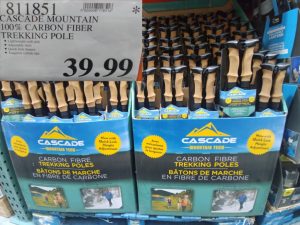 811851
CASCADE MOUNTAIN
100% CARBON FIBER
TREKKING POLE
39.99
CASCADE
MOUNTAIN TECH
CARBON FIBRE
TREKKING POLES
BÂTONS DE MARCHE
EN FIBRE DE CARBONE
CASCADE
MOUNTAIN TECH
CARBON FIBRE
TREKKING POLES
BÂTONS DE MARCHE
EN FIBRE DE CARBONE